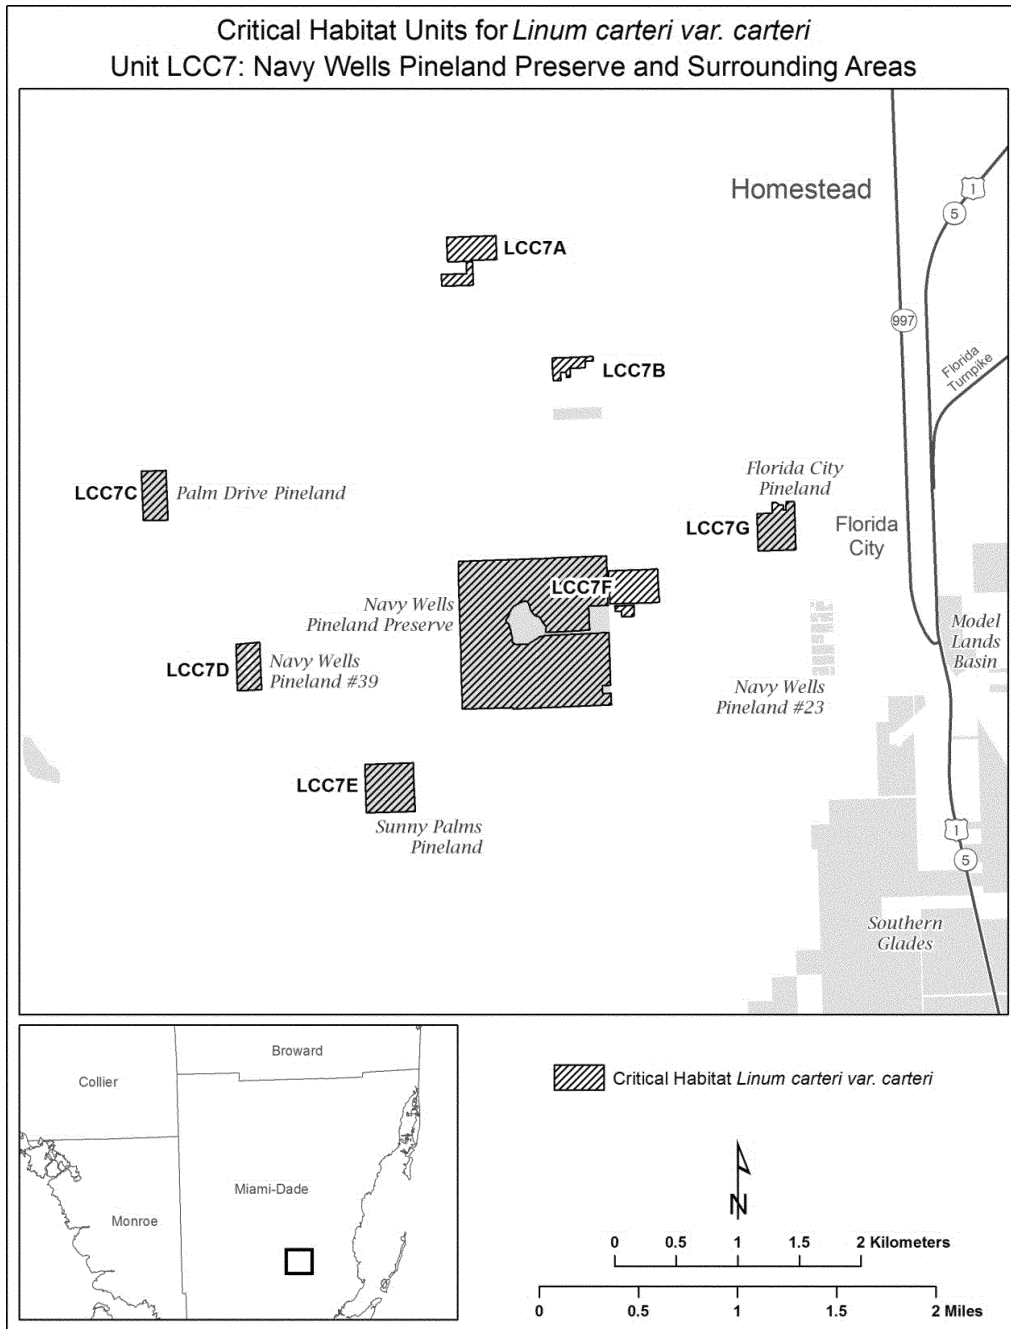 Critical Habitat Units for Linum carteri var. carteri
Unit LCC7: Navy Wells Pineland Preserve and Surrounding Areas
Homestead
1
5
LCC7A
997
Florida
Turnpike
LCC7B
Florida City
Pineland
LCC7C
Palm Drive Pineland
LCC7G
Florida
City
LCC7F
Navy Wells
Pineland Preserve
Model
Lands
Basin
LCC7D
Navy Wells
Pineland #39
Navy Wells
Pineland #23
LCC7E
Sunny Palms
Pineland
1
5
Southern
Glades
Broward
Collier
Miami-Dade
Monroe
Critical Habitat Linum carteri var. carteri
N
0 0.5 1 1.5 2 Kilometers
0 0.5 1 2 Miles